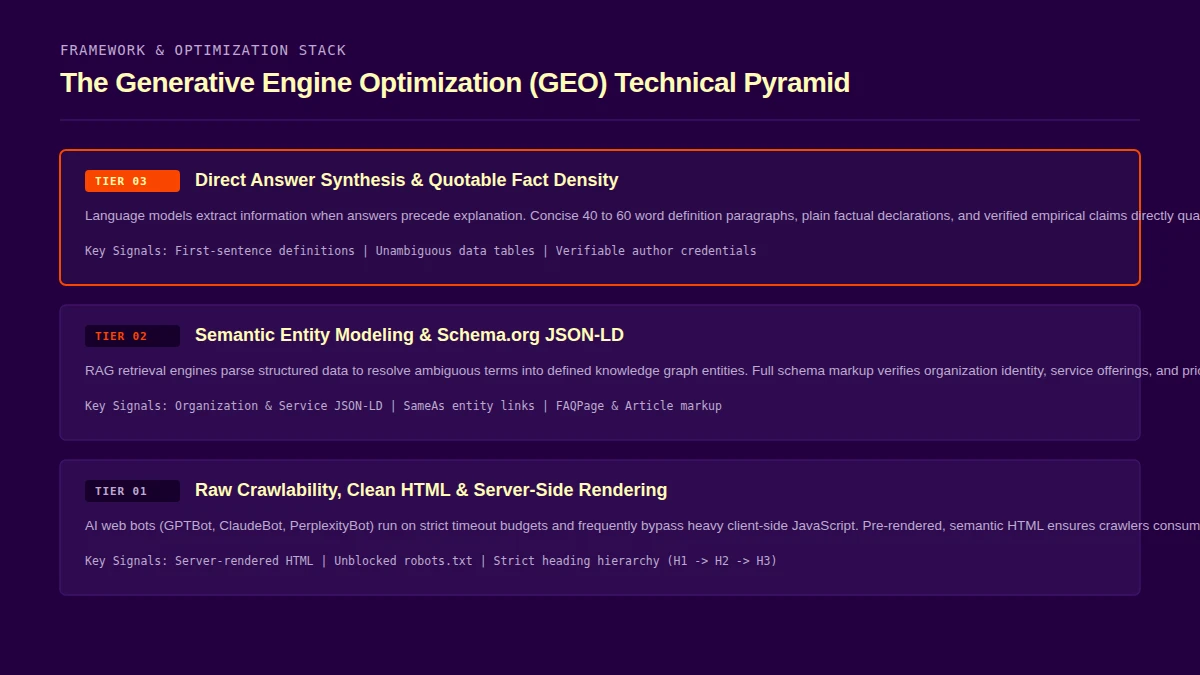 FRAMEWORK & OPTIMIZATION STACK
The Generative Engine Optimization (GEO) Technical Pyramid
TIER 03
Direct Answer Synthesis & Quotable Fact Density
Language models extract information when answers precede explanation. Concise 40 to 60 word definition paragraphs, plain factual declarations, and verified empirical claims directly
Key Signals: First-sentence definitions | Unambiguous data tables | Verifiable author credentials
TIER 02
Semantic Entity Modeling & Schema.org JSON-LD
RAG retrieval engines parse structured data to resolve ambiguous terms into defined knowledge graph entities. Full schema markup verifies organization identity, service offerings, and
Key Signals: Organization & Service JSON-LD | SameAs entity links | FAQPage & Article markup
TIER 01
Raw Crawlability, Clean HTML & Server-Side Rendering
AI web bots (GPTBot, ClaudeBot, PerplexityBot) run on strict timeout budgets and frequently bypass heavy client-side JavaScript. Pre-rendered, semantic HTML ensures crawlers
Key Signals: Server-rendered HTML | Unblocked robots.txt | Strict heading hierarchy (H1 -> H2 -> H3)